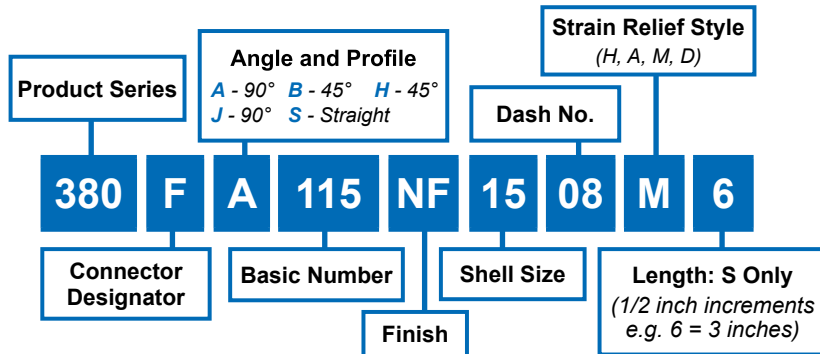 Strain Relief Style
(H, A, M, D)
Angle and Profile
A - 90° B - 45° H - 45°
J - 90° S - Straight
Product Series
Dash No.
380 F A 115 NF 15 08 M 6
Connector
Designator
Basic Number
Shell Size
Length: S Only
(1/2 inch increments
e.g. 6 = 3 inches)
Finish